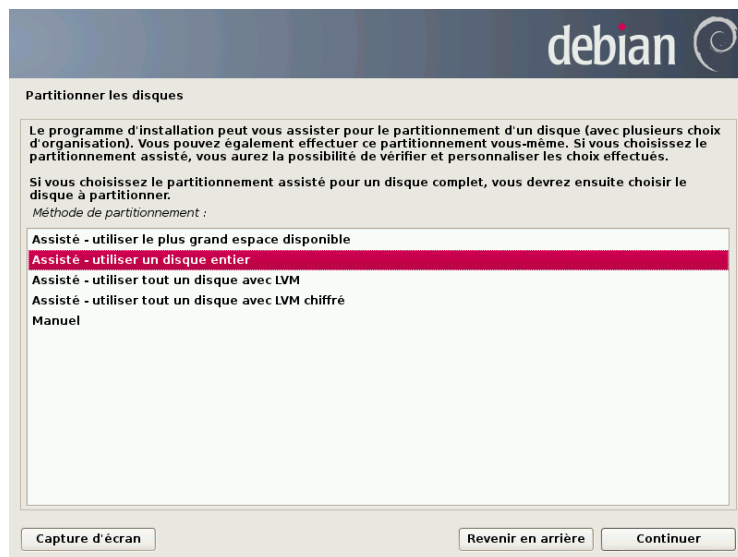 debian
Partitionner les disques
Le programme d'installation peut vous assister pour le partitionnement d'un disque (avec plusieurs choix
d'organisation). Vous pouvez également effectuer ce partitionnement vous-même. Si vous choisissez le
partitionnement assisté, vous aurez la possibilité de vérifier et personnaliser les choix effectués.
Si vous choisissez le partitionnement assisté pour un disque complet, vous devrez ensuite choisir le
disque à partitionner.
Méthode de partitionnement :
Assisté - utiliser le plus grand espace disponible
Assisté - utiliser un disque entier
Assisté - utiliser tout un disque avec LVM
Assisté - utiliser tout un disque avec LVM chiffré
Manuel
Capture d'écran
Revenir en arrière
Continuer